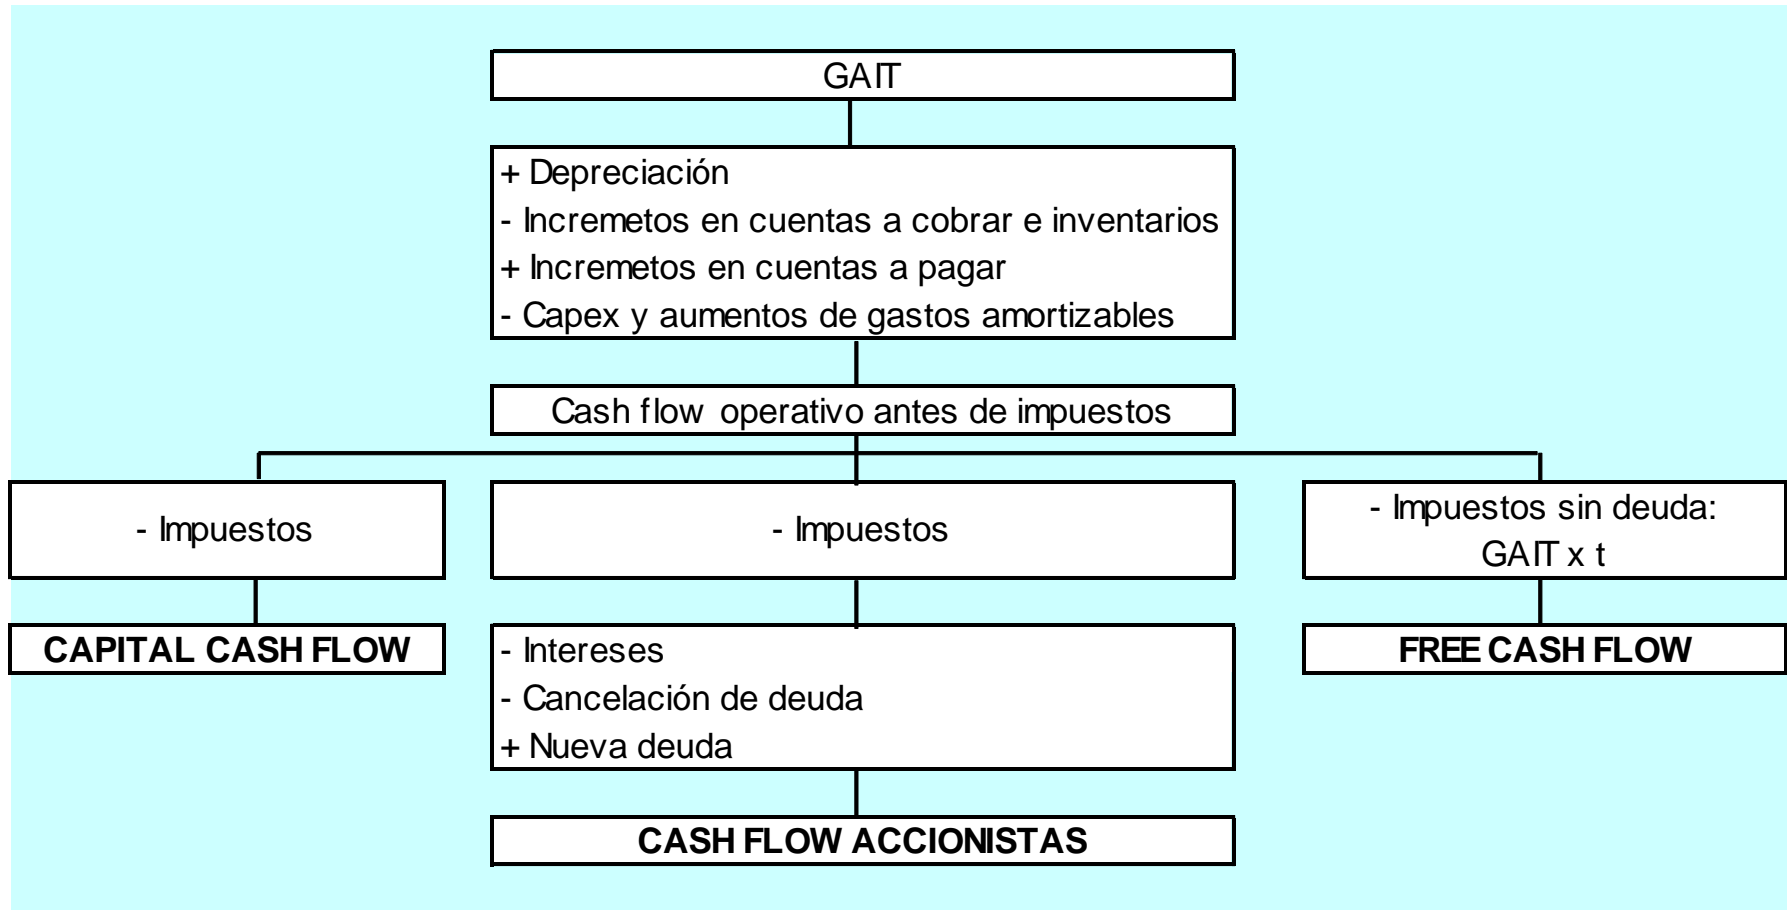 GAIT
+ Depreciación
- Incremetos en cuentas a cobrar e inventarios
+ Incremetos en cuentas a pagar
- Capex y aumentos de gastos amortizables
Cash flow operativo antes de impuestos
- Impuestos
- Impuestos
- Impuestos sin deuda:
GAIT x t
CAPITAL CASH FLOW
- Intereses
- Cancelación de deuda
+ Nueva deuda
FREE CASH FLOW
CASH FLOW ACCIONISTAS